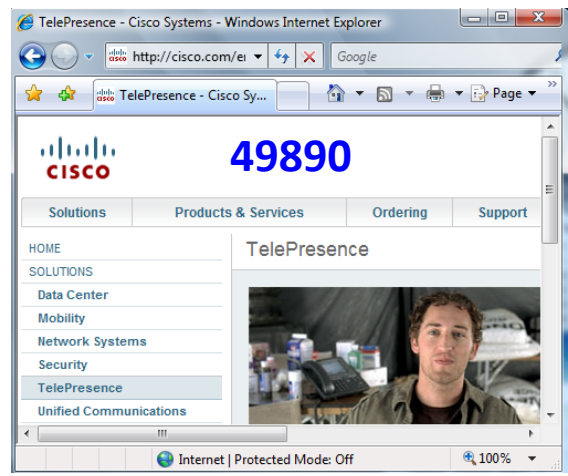 TelePresence - Cisco Systems - Windows Internet Explorer
http://cisco.com/ Google
TelePresence - Cisco Sy... Page
CISCO 49890
Solutions Products & Services Ordering Support
HOME
TelePresence
SOLUTIONS
Data Center
Mobility
Network Systems
Security
TelePresence
Unified Communications
Internet | Protected Mode: Off 100%